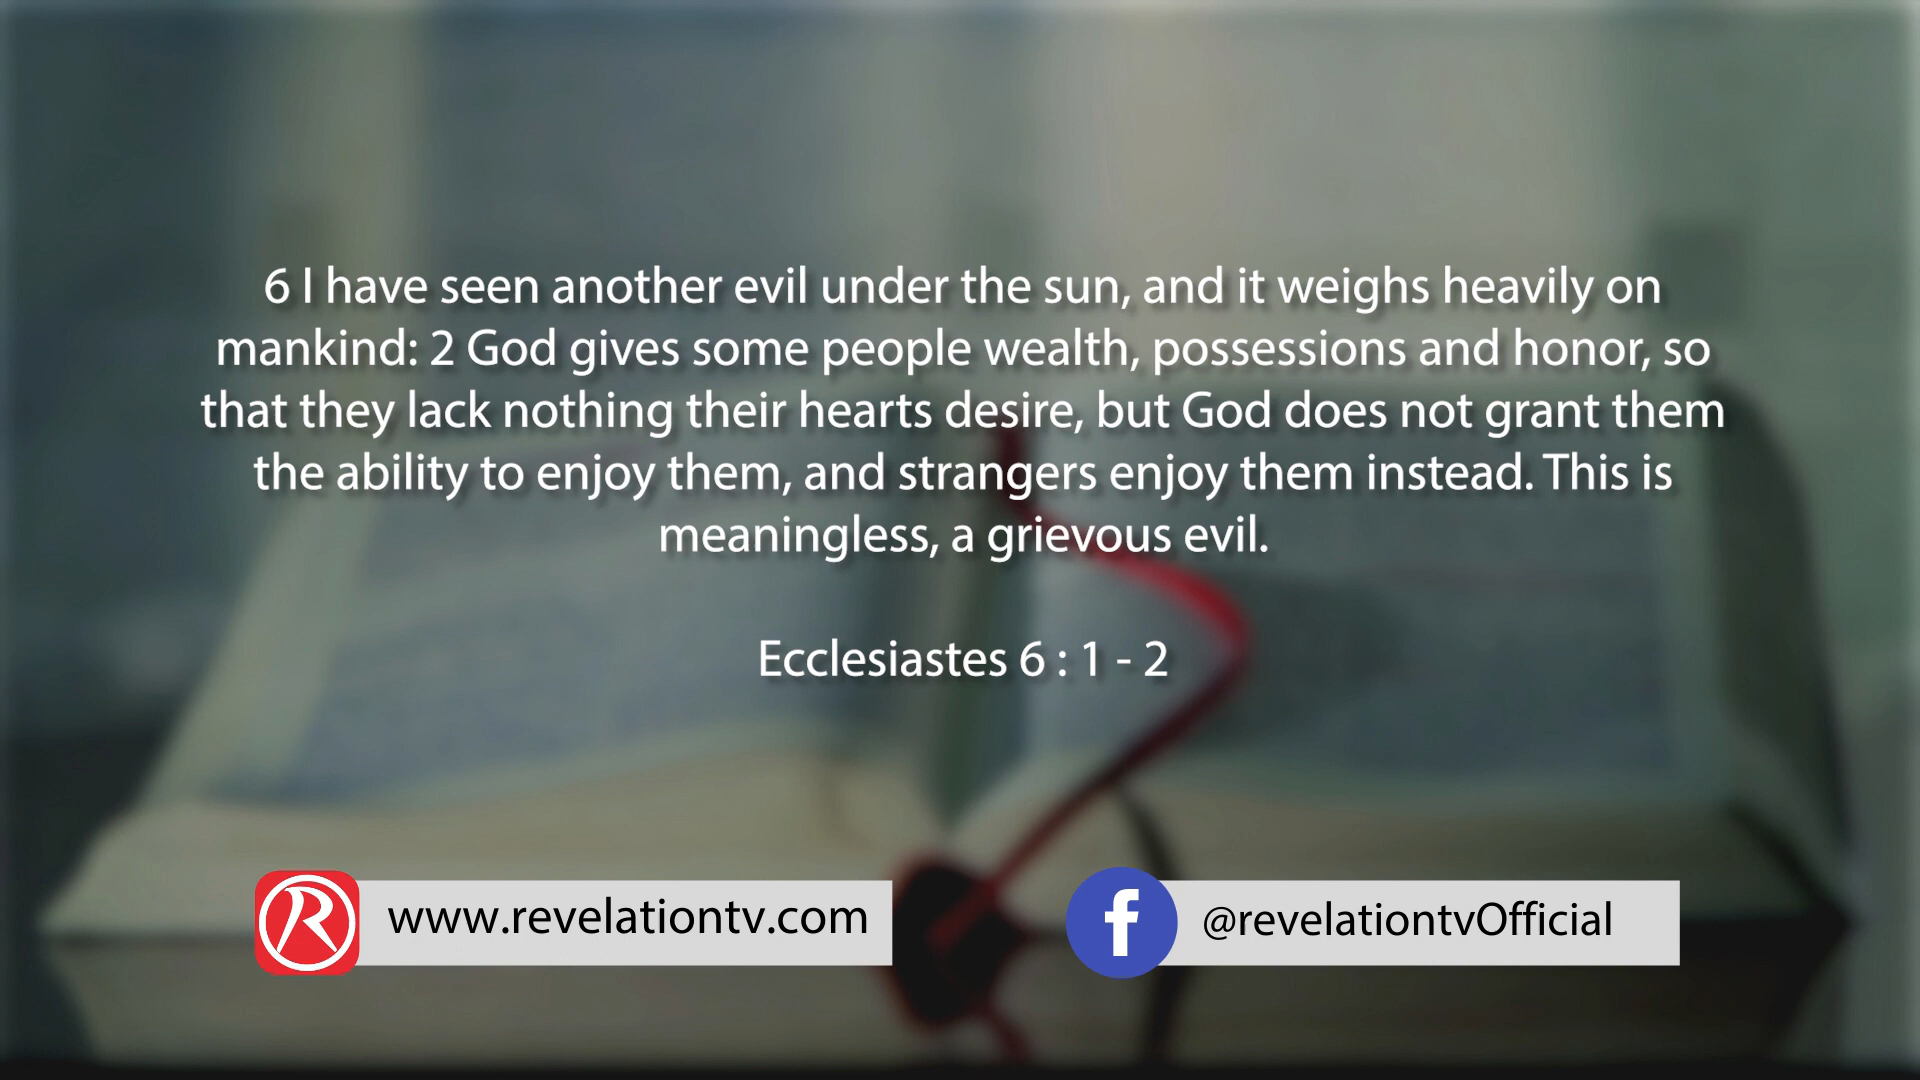 6 I have seen another evil under the sun, and it weighs heavily on
mankind: 2 God gives some people wealth, possessions and honor, so
that they lack nothing their hearts desire, but God does not grant them
the ability to enjoy them, and strangers enjoy them instead. This is
meaningless, a grievous evil.
Ecclesiastes 6 : 1 - 2
www.revelationtv.com
@revelationtvOfficial